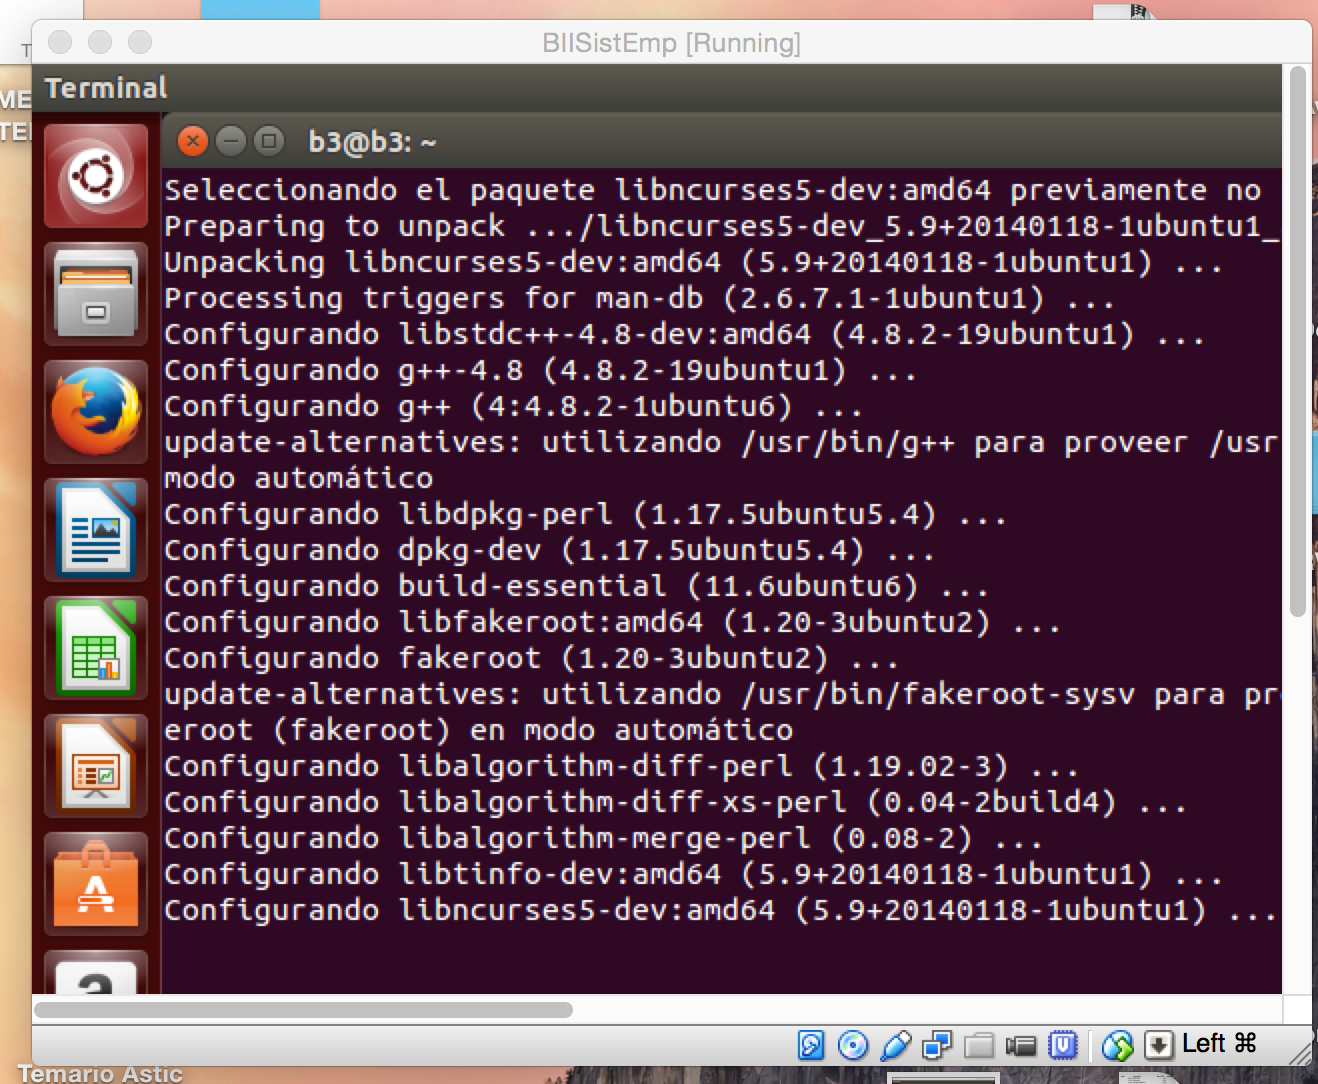 BIISistEmp [Running]
Terminal
b3@b3: ~
Seleccionando el paquete libncurses5-dev:amd64 previamente no
Preparing to unpack .../libncurses5-dev_5.9+20140118-1ubuntu1_
Unpacking libncurses5-dev:amd64 (5.9+20140118-1ubuntu1) ...
Processing triggers for man-db (2.6.7.1-1ubuntu1) ...
Configurando libstdc++-4.8-dev:amd64 (4.8.2-19ubuntu1) ...
Configurando g++-4.8 (4.8.2-19ubuntu1) ...
Configurando g++ (4:4.8.2-1ubuntu6) ...
update-alternatives: utilizando /usr/bin/g++ para proveer /usr
modo automático
Configurando libdpkg-perl (1.17.5ubuntu5.4) ...
Configurando dpkg-dev (1.17.5ubuntu5.4) ...
Configurando build-essential (11.6ubuntu6) ...
Configurando libfakeroot:amd64 (1.20-3ubuntu2) ...
Configurando fakeroot (1.20-3ubuntu2) ...
update-alternatives: utilizando /usr/bin/fakeroot-sysv para pr
eroot (fakeroot) en modo automático
Configurando libalgorithm-diff-perl (1.19.02-3) ...
Configurando libalgorithm-diff-xs-perl (0.04-2build4) ...
Configurando libalgorithm-merge-perl (0.08-2) ...
Configurando libtinfo-dev:amd64 (5.9+20140118-1ubuntu1) ...
Configurando libncurses5-dev:amd64 (5.9+20140118-1ubuntu1) ...
Left ⌘
Temario Astic